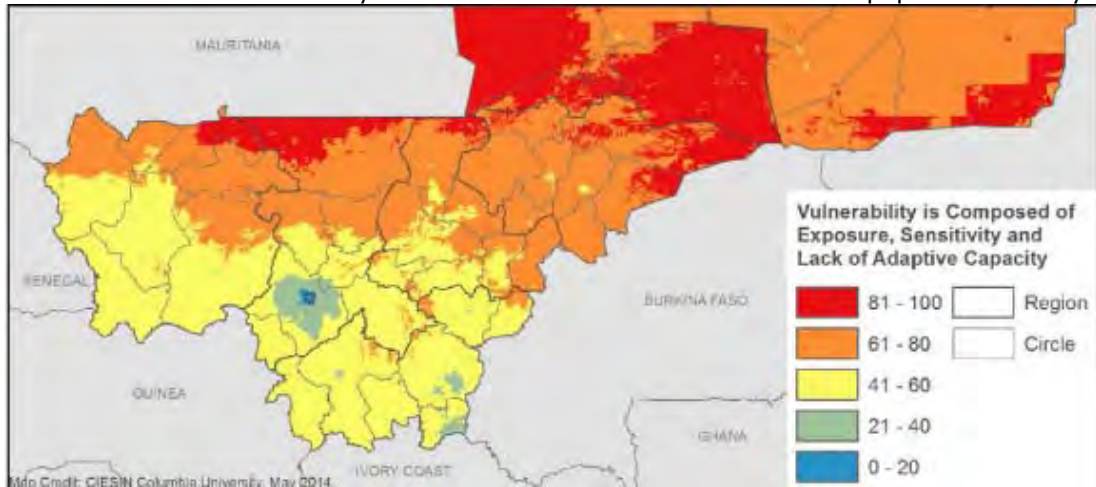 MAURITANIA
SENEGAL
GUINEA
IVORY COAST
BURKINA FASO
GHANA
Vulnerability is Composed of
Exposure, Sensitivity and
Lack of Adaptive Capacity
81 - 100 Region
61 - 80 Circle
41 - 60
21 - 40
0 - 20
Map Credit: CIESIN Columbia University, May 2014